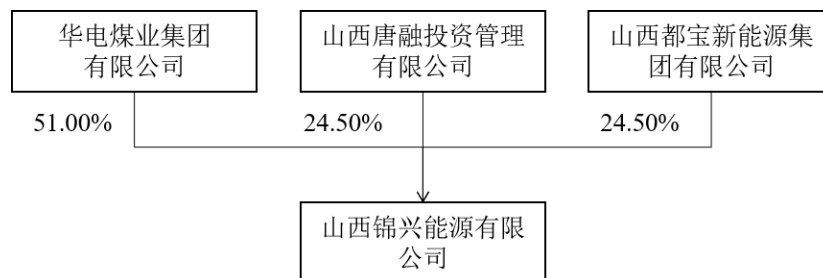 华电煤业集团
有限公司
山西唐融投资管理
有限公司
山西都宝新能源集
团有限公司
51.00%
24.50%
24.50%
山西锦兴能源有限
公司